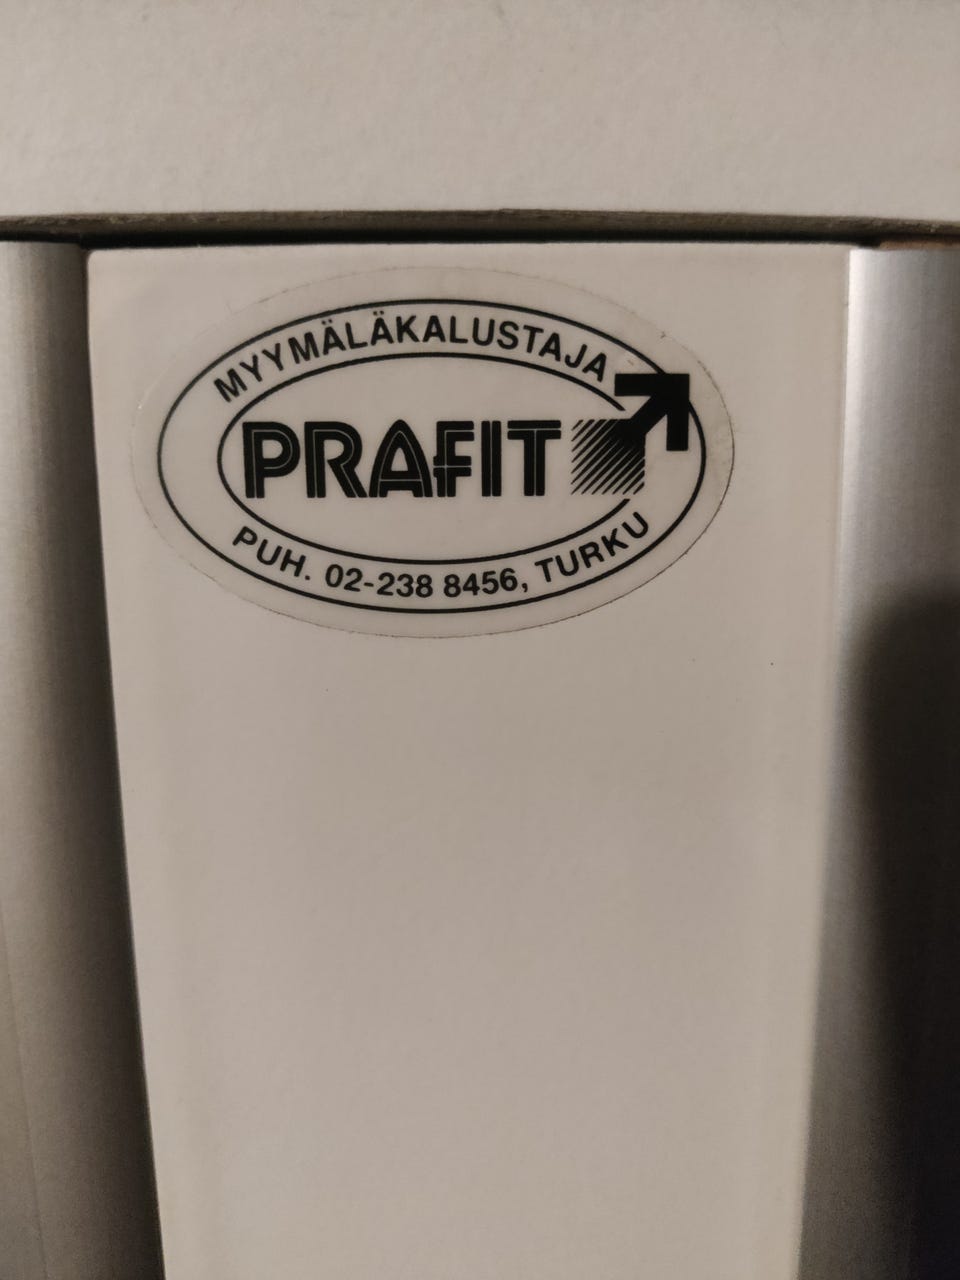 MYYMÄLÄKALUSTAJA
PRAFIT
PUH. 02-238 8456, TURKU